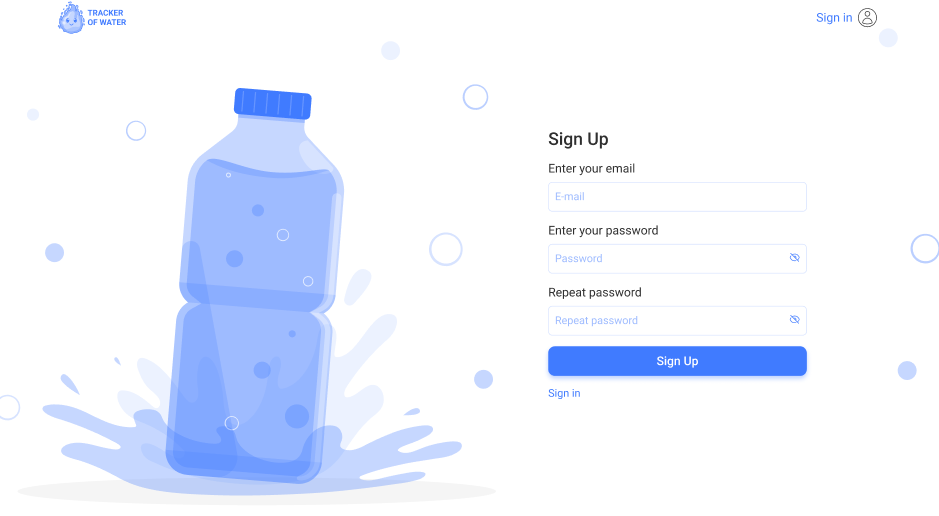 TRACKER
OF WATER
Sign in
Sign Up
Enter your email
E-mail
Enter your password
Password
Repeat password
Repeat password
Sign Up
Sign in